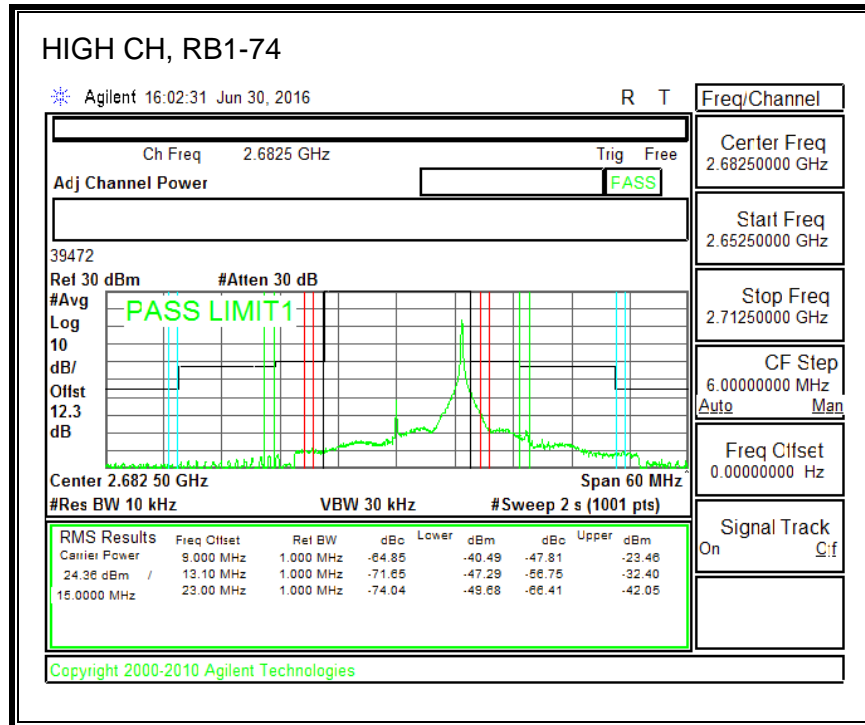 HIGH CH, RB1-74
Agilent 16:02:31 Jun 30, 2016 R T
Freq/Channel
Ch Freq 2.6825 GHz Trig Free
Adj Channel Power PASS
Center Freq
2.68250000 GHz
Start Freq
2.65250000 GHz
39472
Ref 30 dBm #Atten 30 dB
#Avg
Log
10
dB/
Offst
12.3
dB
PASS LIMIT1
Stop Freq
2.71250000 GHz
CF Step
6.00000000 MHz
Auto Man
Freq Offset
0.00000000 Hz
Center 2.682 50 GHz Span 60 MHz
#Res BW 10 kHz VBW 30 kHz #Sweep 2 s (1001 pts)
Signal Track
On Off
RMS Results Freq Offset Ref BW dBc Lower dBm dBc Upper dBm
Carrier Power 9.000 MHz 1.000 MHz -64.85 -40.49 -47.81 -23.46
24.36 dBm / 13.10 MHz 1.000 MHz -71.65 -47.29 -56.75 -32.40
15.0000 MHz 23.00 MHz 1.000 MHz -74.04 -49.68 -66.41 -42.05
Copyright 2000-2010 Agilent Technologies